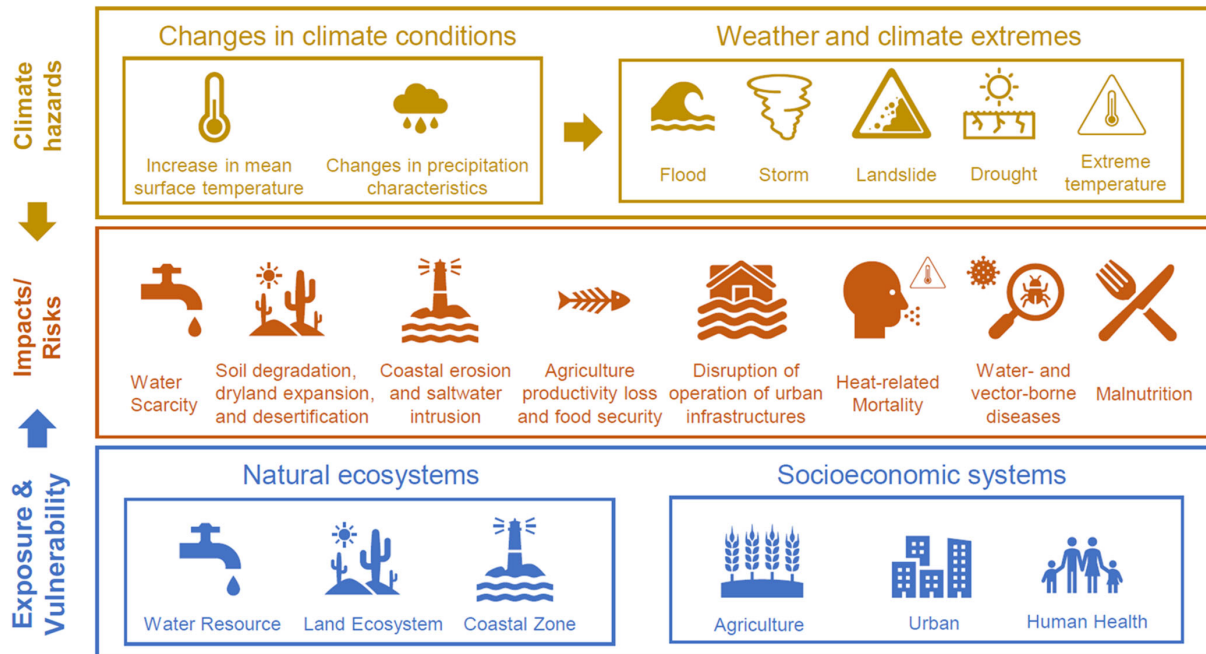 Climate
hazards
Changes in climate conditions
Increase in mean
surface temperature
Changes in precipitation
characteristics
Weather and climate extremes
Flood
Storm
Landslide
Drought
Extreme
temperature
Impacts/
Risks
Water
Scarcity
Soil degradation,
dryland expansion,
and desertification
Coastal erosion
and saltwater
intrusion
Agriculture
productivity loss
and food security
Disruption of
operation of urban
infrastructures
Heat-related
Mortality
Water- and
vector-borne
diseases
Malnutrition
Exposure &
Vulnerability
Natural ecosystems
Water Resource
Land Ecosystem
Coastal Zone
Socioeconomic systems
Agriculture
Urban
Human Health